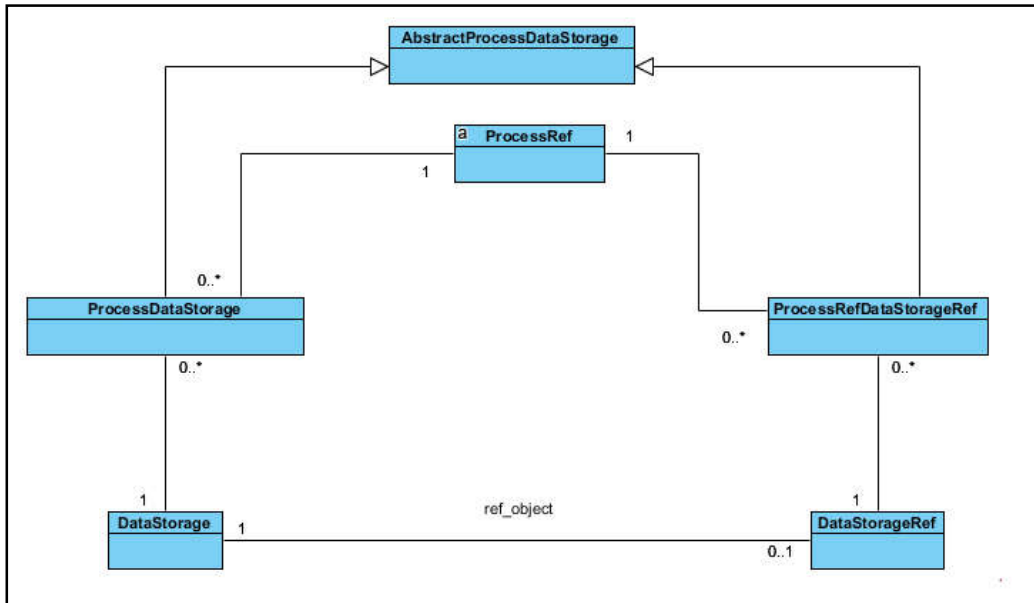 AbstractProcessDataStorage
a ProcessRef
1
1
0..*
ProcessDataStorage
ProcessRefDataStorageRef
0..*
0..*
0..*
1
1
DataStorage
ref_object
DataStorageRef
1
0..1